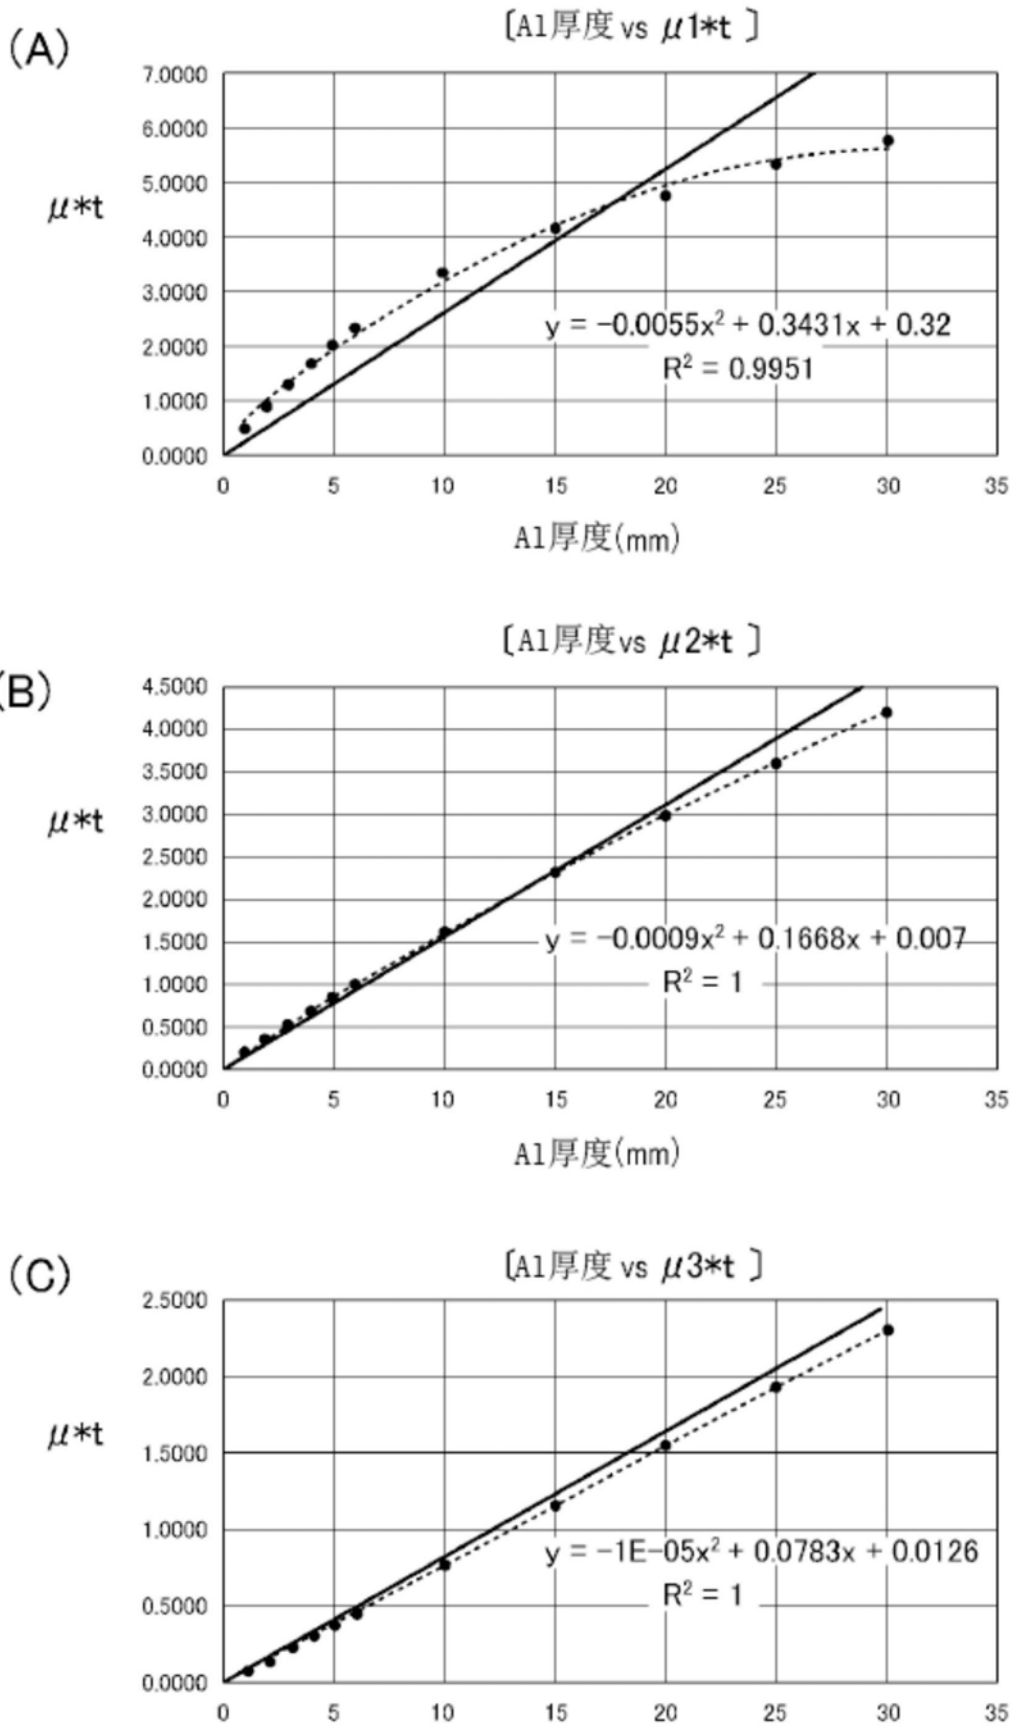 (A)
〔Al厚度 vs μ1*t 〕
7.0000
6.0000
5.0000
4.0000
3.0000
2.0000
1.0000
0.0000
μ*t
y = −0.0055x² + 0.3431x + 0.32
R² = 0.9951
0 5 10 15 20 25 30 35
Al厚度(mm)
(B)
〔Al厚度 vs μ2*t 〕
4.5000
4.0000
3.5000
3.0000
2.5000
2.0000
1.5000
1.0000
0.5000
0.0000
μ*t
y = −0.0009x² + 0.1668x + 0.007
R² = 1
0 5 10 15 20 25 30 35
Al厚度(mm)
(C)
〔Al厚度 vs μ3*t 〕
2.5000
2.0000
1.5000
1.0000
0.5000
0.0000
μ*t
y = −1E−05x² + 0.0783x + 0.0126
R² = 1
0 5 10 15 20 25 30 35